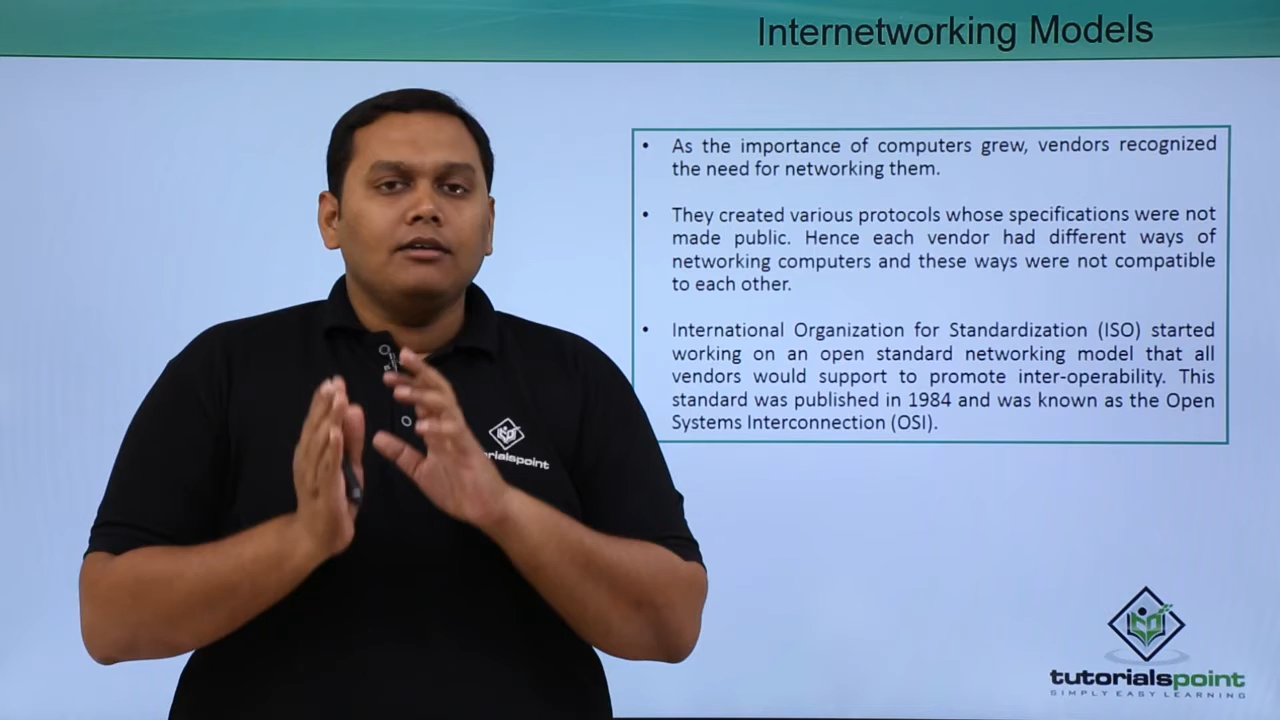 Internetworking Models
• As the importance of computers grew, vendors recognized
the need for networking them.
• They created various protocols whose specifications were not
made public. Hence each vendor had different ways of
networking computers and these ways were not compatible
to each other.
• International Organization for Standardization (ISO) started
working on an open standard networking model that all
vendors would support to promote inter-operability. This
standard was published in 1984 and was known as the Open
Systems Interconnection (OSI).
rialspoint
tutorialspoint
SIMPLY EASY LEARNING